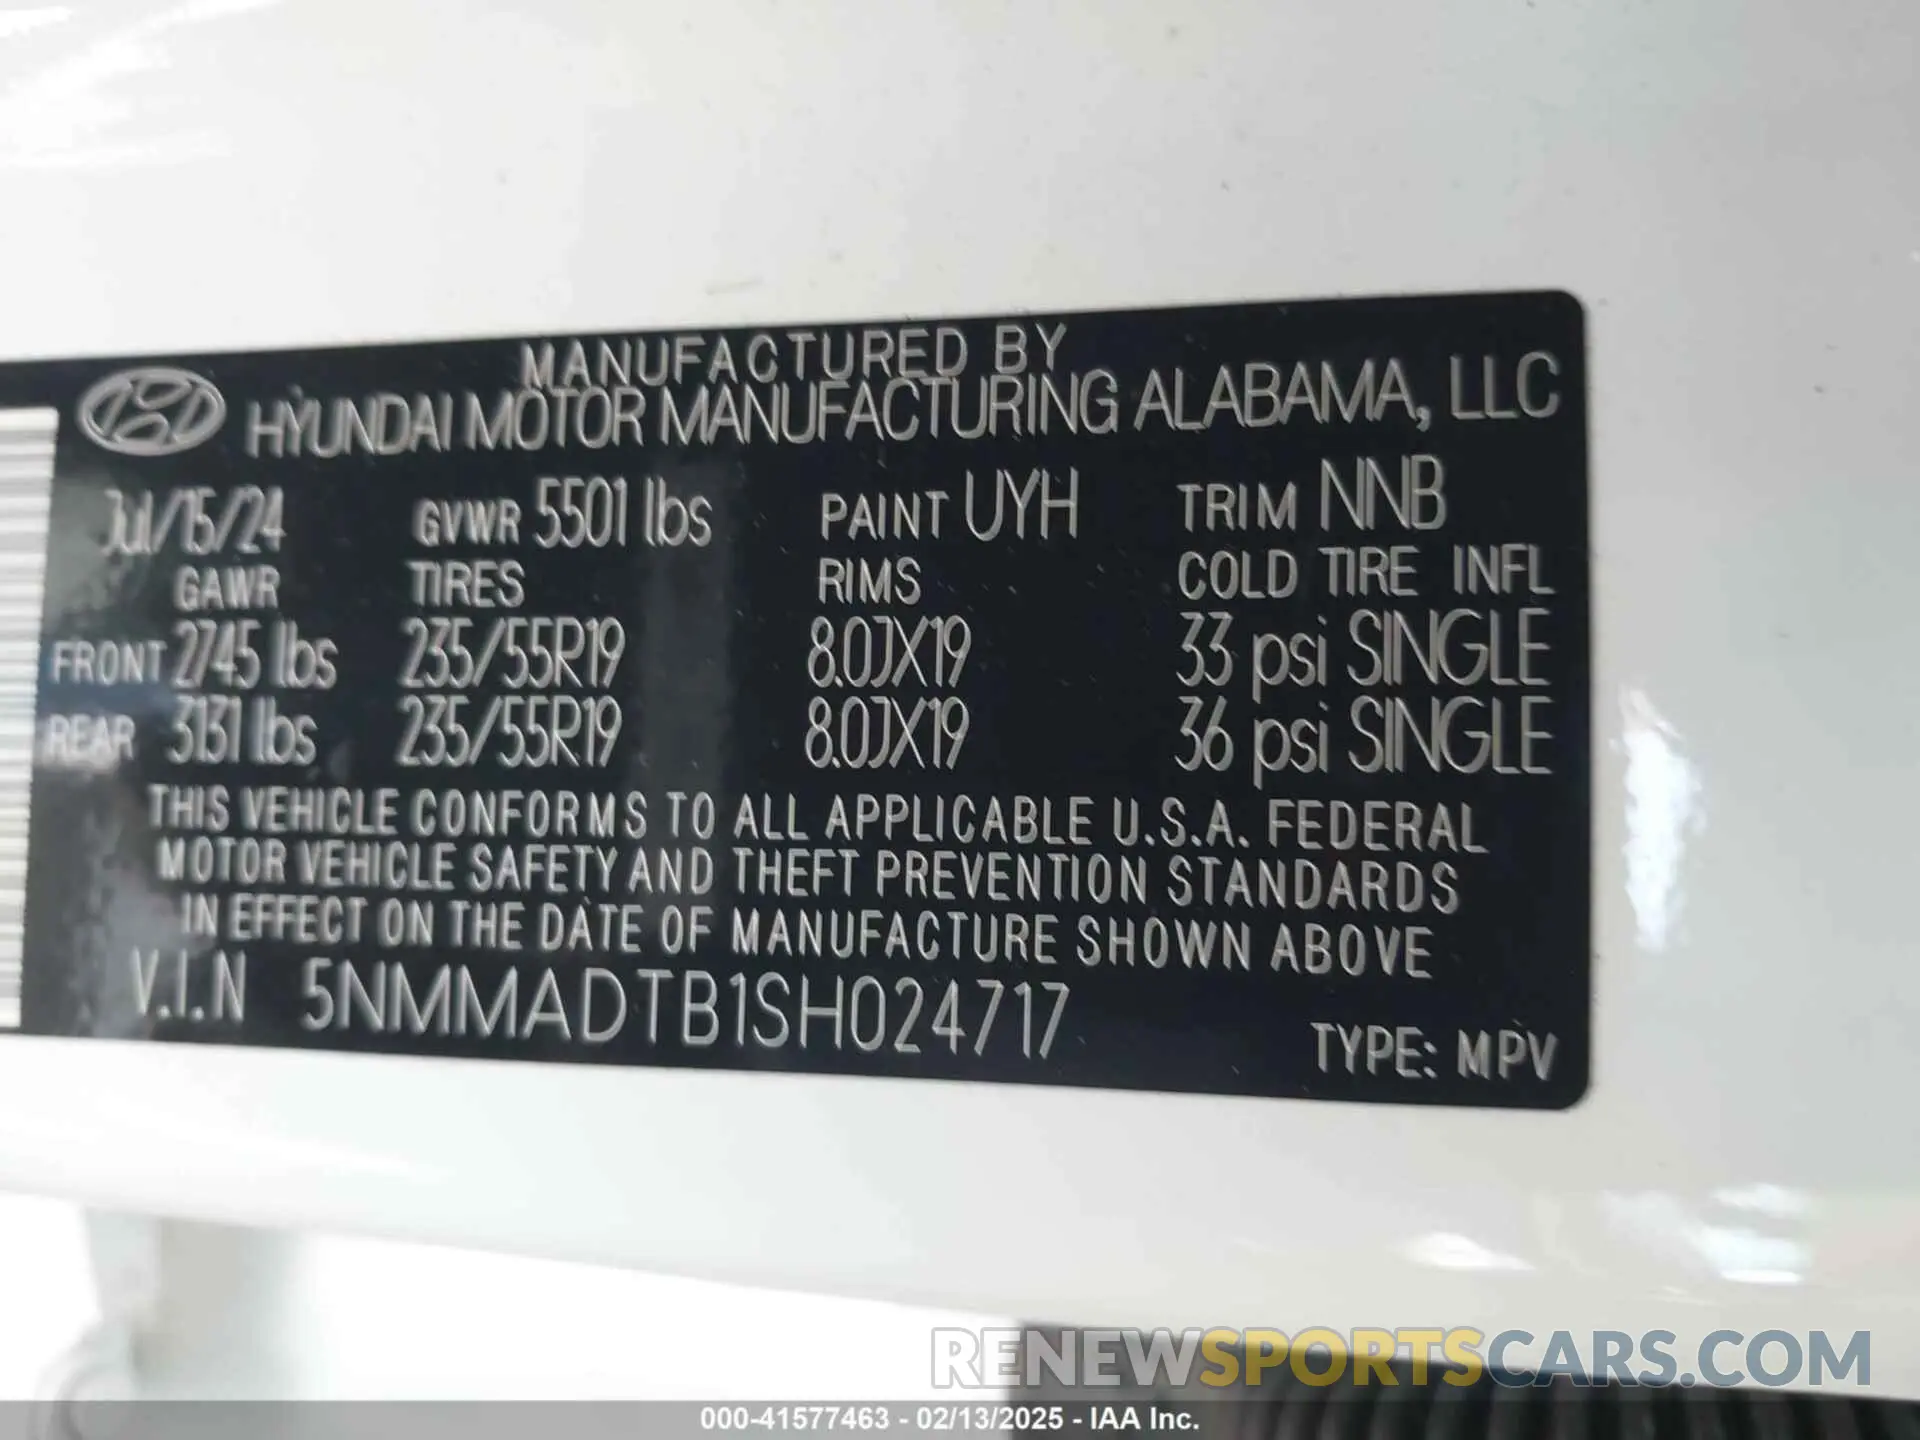 MANUFACTURED BY
HYUNDAI MOTOR MANUFACTURING ALABAMA, LLC
Jul/15/24 GVWR 5501 lbs PAINT UYH TRIM NNB
GAWR TIRES RIMS COLD TIRE INFL
FRONT 2745 lbs 235/55R19 8.0JX19 33 psi SINGLE
REAR 3131 lbs 235/55R19 8.0JX19 36 psi SINGLE
THIS VEHICLE CONFORMS TO ALL APPLICABLE U.S.A. FEDERAL
MOTOR VEHICLE SAFETY AND THEFT PREVENTION STANDARDS
IN EFFECT ON THE DATE OF MANUFACTURE SHOWN ABOVE
V.I.N 5NMMADTB1SH024717
TYPE: MPV
RENEWSPORTSCARS.COM
000-41577463 - 02/13/2025 - IAA Inc.